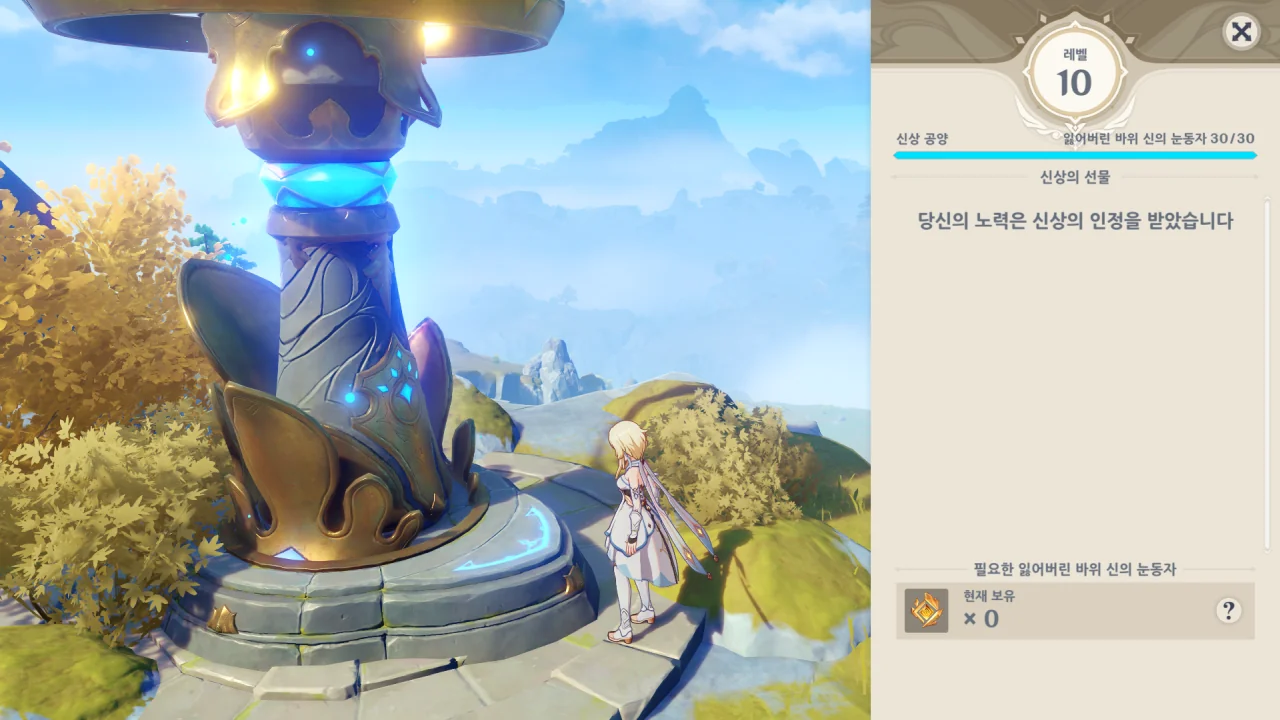 레벨
10
신상 공양
잃어버린 바위 신의 눈동자 30/30
신상의 선물
당신의 노력은 신상의 인정을 받았습니다
필요한 잃어버린 바위 신의 눈동자
현재 보유
× 0
?